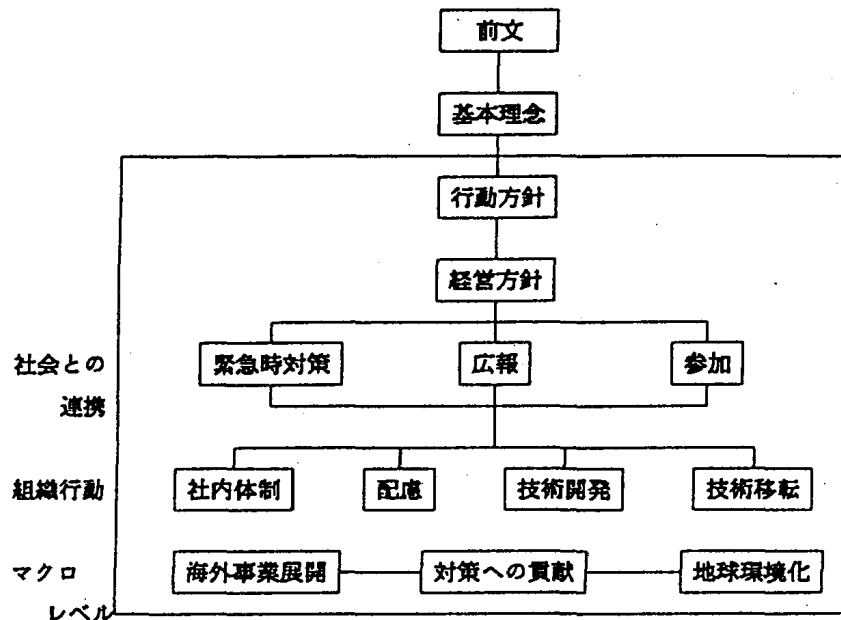 前文
基本理念
行動方針
経営方針
社会との
連携
緊急時対策 広報 参加
組織行動 社内体制 配慮 技術開発 技術移転
マクロ
レベル
海外事業展開 対策への貢献 地球環境化